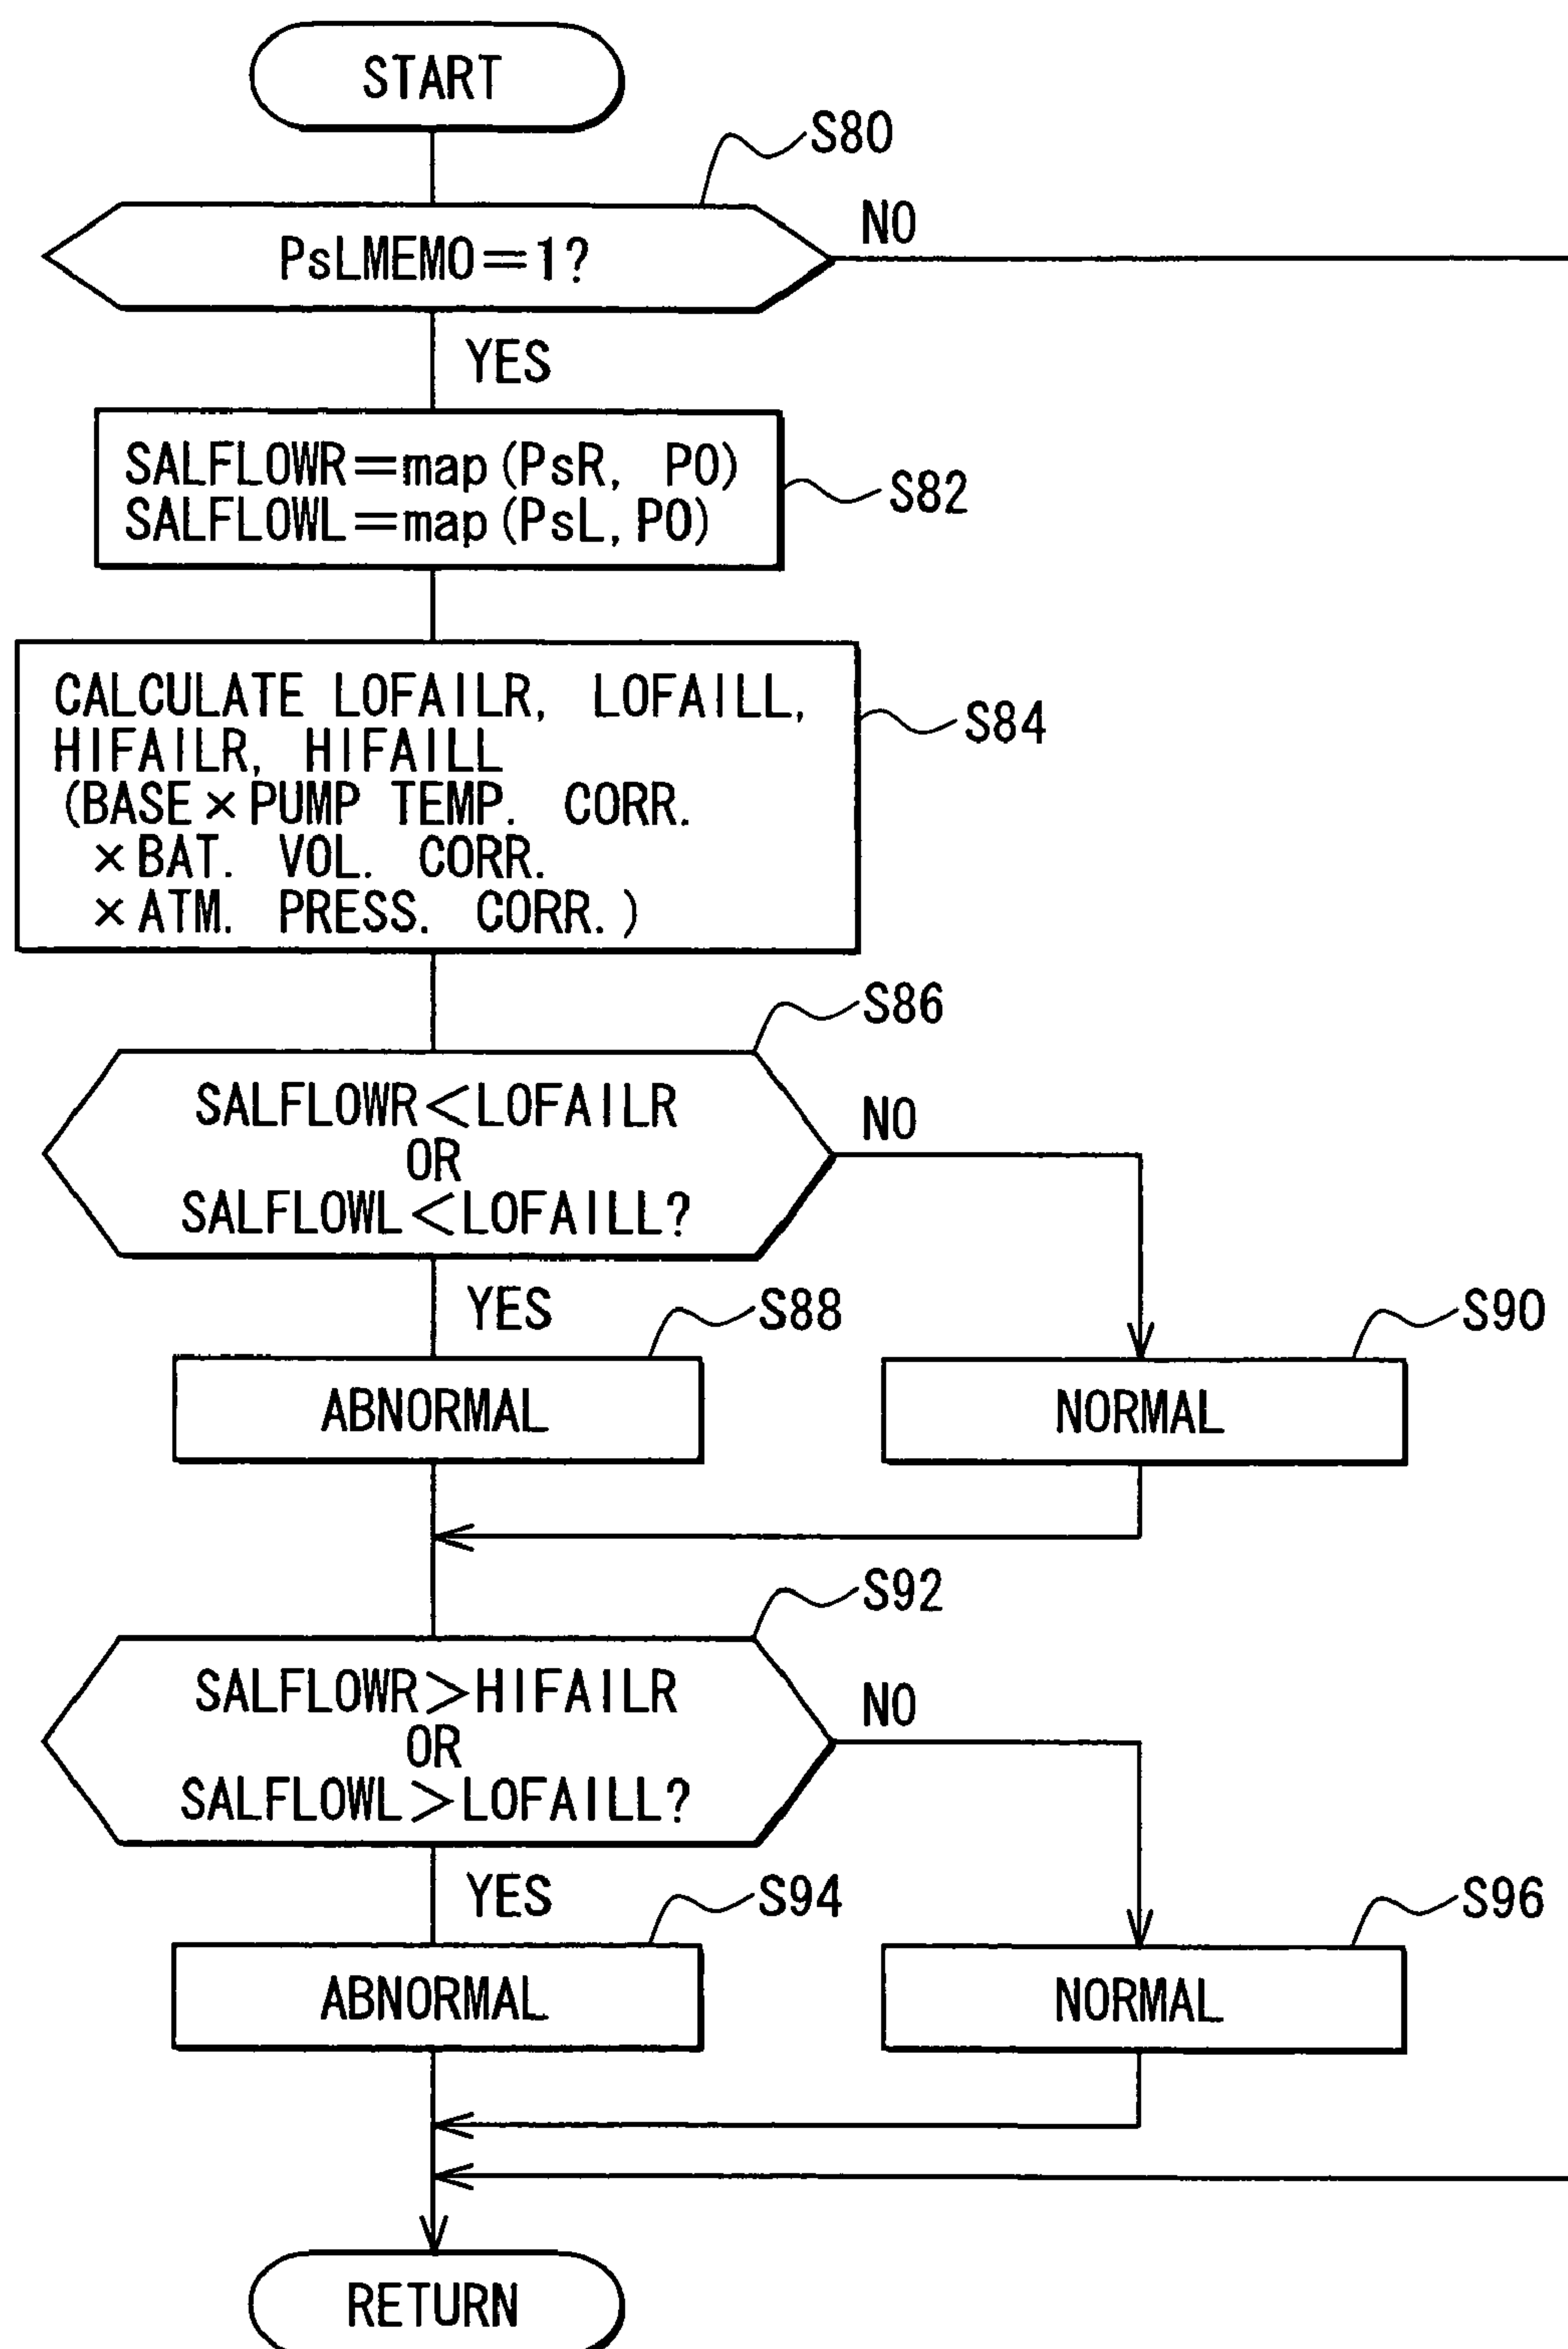 START
S80
PsLMEMO=1?
NO
YES
SALFLOWR=map(PsR, PO)
SALFLOWL=map(PsL,PO)
S82
CALCULATE LOFAILR, LOFAILL,
HIFAILR, HIFAILL
(BASE×PUMP TEMP. CORR.
×BAT. VOL. CORR.
×ATM. PRESS. CORR.)
S84
S86
SALFLOWR<LOFAILR
OR
SALFLOWL<LOFAILL?
NO
YES
S88
S90
ABNORMAL
NORMAL
S92
SALFLOWR>HIFAILR
OR
SALFLOWL>LOFAILL?
NO
YES
S94
S96
ABNORMAL
NORMAL
RETURN